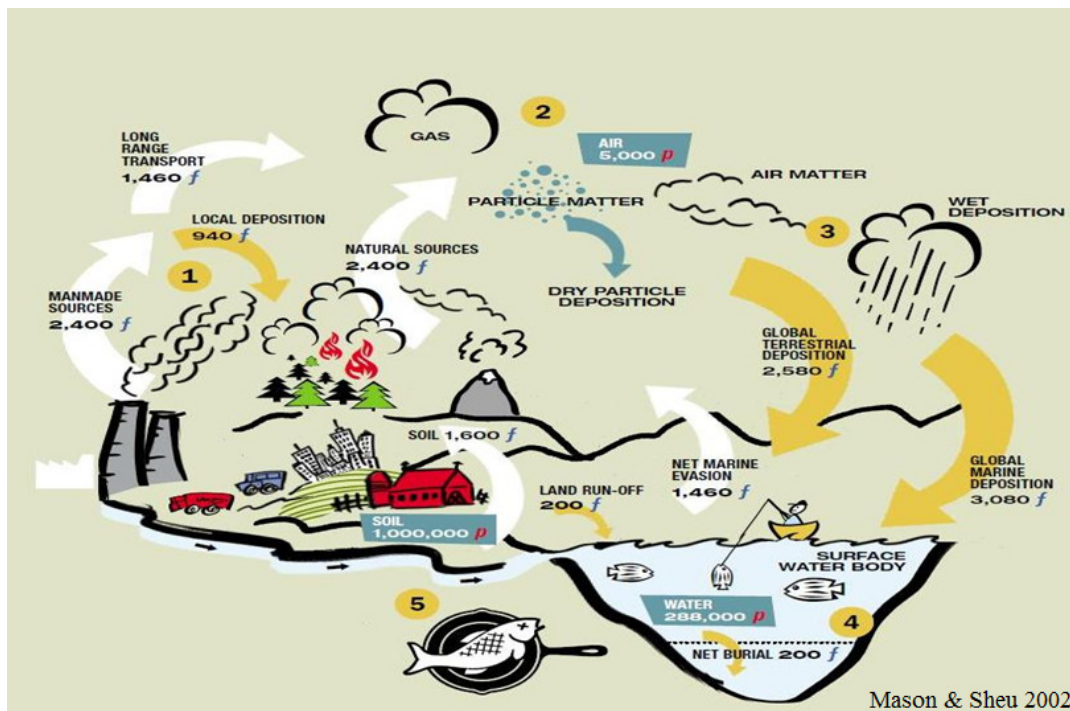 LONG
RANGE
TRANSPORT
1,460 f
GAS
2
AIR
5,000 p
AIR MATTER
PARTICLE MATTER
WET
DEPOSITION
3
LOCAL DEPOSITION
940 f
1
NATURAL SOURCES
2,400 f
MANMADE
SOURCES
2,400 f
DRY PARTICLE
DEPOSITION
GLOBAL
TERRESTRIAL
DEPOSITION
2,580 f
SOIL 1,600 f
NET MARINE
EVASION
1,460 f
GLOBAL
MARINE
DEPOSITION
3,080 f
LAND RUN-OFF
200 f
SOIL
1,000,000 p
SURFACE
WATER BODY
5
WATER
288,000 p
4
NET BURIAL 200 f
Mason & Sheu 2002